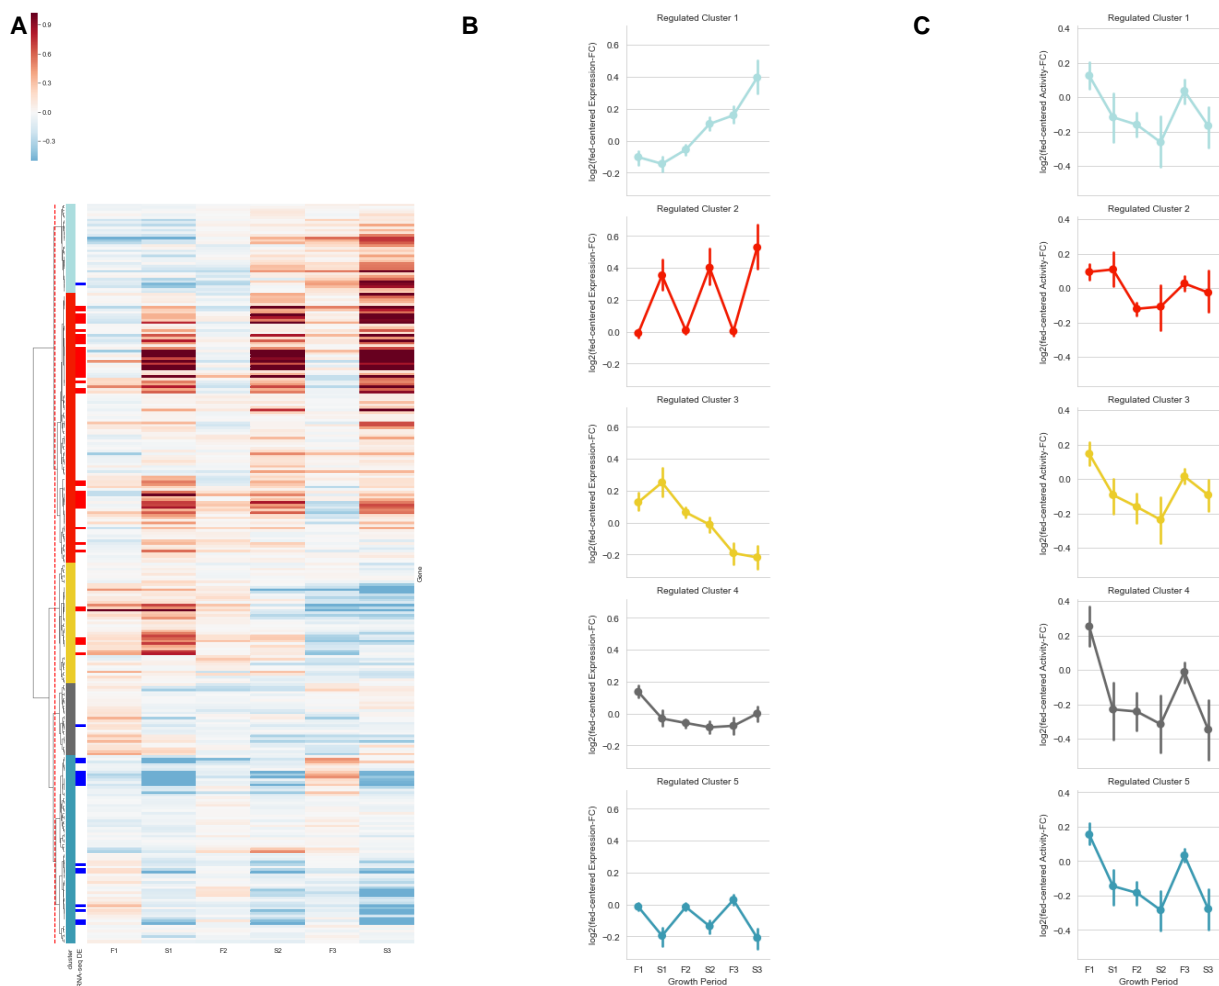 A
0.9
0.6
0.3
0.0
−0.3
Gene
cluster
RNA-seq DE
F1 S1 F2 S2 F3 S3
B
Regulated Cluster 1
log2(fed-centered Expression-FC)
0.6
0.4
0.2
0.0
−0.2
Regulated Cluster 2
log2(fed-centered Expression-FC)
0.6
0.4
0.2
0.0
−0.2
Regulated Cluster 3
log2(fed-centered Expression-FC)
0.6
0.4
0.2
0.0
−0.2
Regulated Cluster 4
log2(fed-centered Expression-FC)
0.6
0.4
0.2
0.0
−0.2
Regulated Cluster 5
log2(fed-centered Expression-FC)
0.6
0.4
0.2
0.0
−0.2
F1 S1 F2 S2 F3 S3
Growth Period
C
Regulated Cluster 1
log2(fed-centered Activity-FC)
0.4
0.2
0.0
−0.2
−0.4
Regulated Cluster 2
log2(fed-centered Activity-FC)
0.4
0.2
0.0
−0.2
−0.4
Regulated Cluster 3
log2(fed-centered Activity-FC)
0.4
0.2
0.0
−0.2
−0.4
Regulated Cluster 4
log2(fed-centered Activity-FC)
0.4
0.2
0.0
−0.2
−0.4
Regulated Cluster 5
log2(fed-centered Activity-FC)
0.4
0.2
0.0
−0.2
−0.4
F1 S1 F2 S2 F3 S3
Growth Period